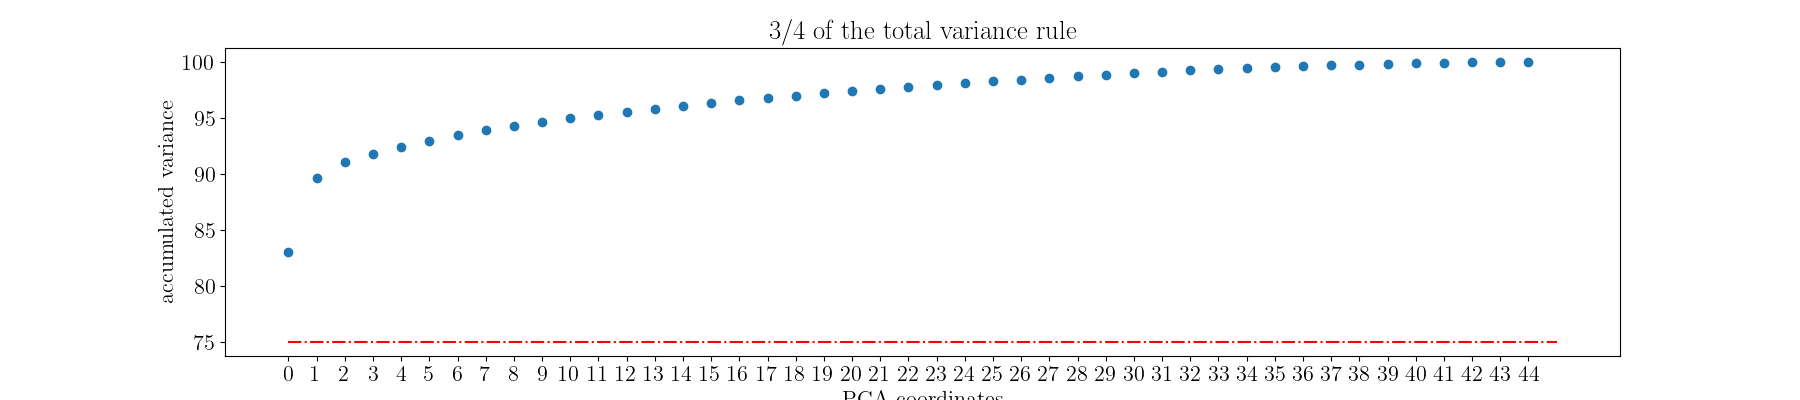 3/4 of the total variance rule
accumulated variance
100
95
90
85
80
75
0 1 2 3 4 5 6 7 8 9 10 11 12 13 14 15 16 17 18 19 20 21 22 23 24 25 26 27 28 29 30 31 32 33 34 35 36 37 38 39 40 41 42 43 44
PCA coordinates